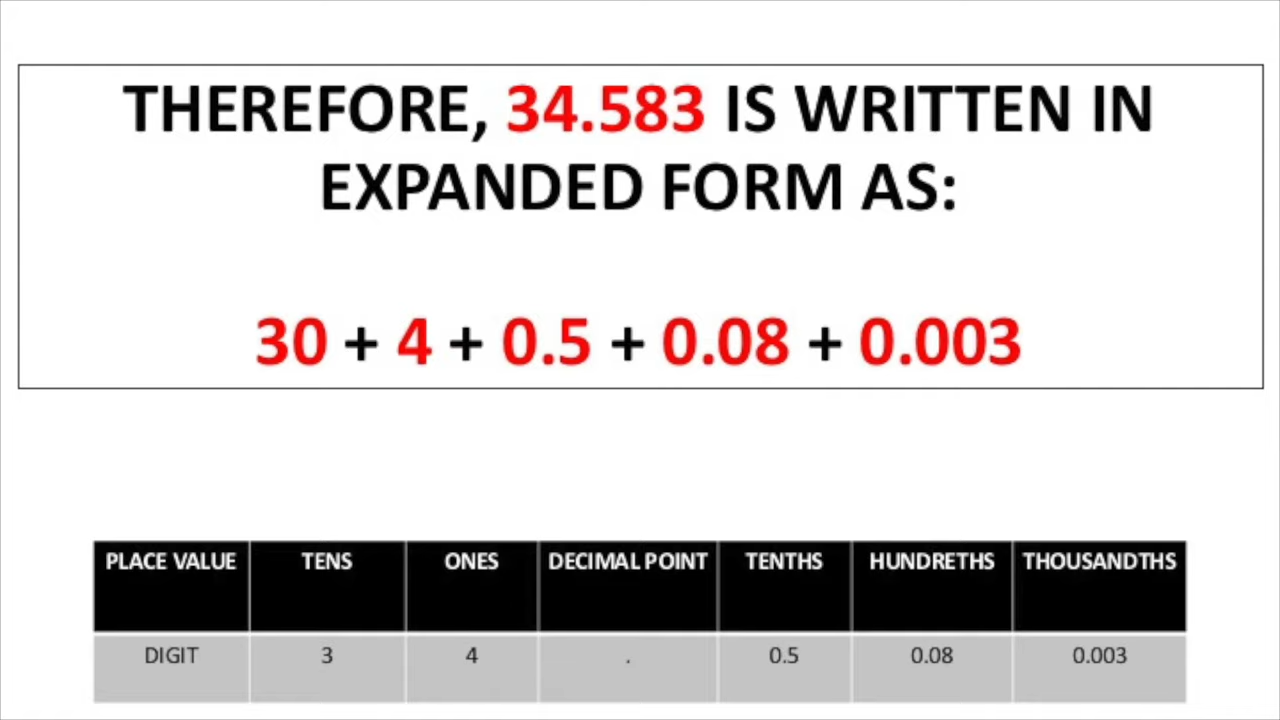 THEREFORE, 34.583 IS WRITTEN IN
EXPANDED FORM AS:
30 + 4 + 0.5 + 0.08 + 0.003
PLACE VALUE TENS ONES DECIMAL POINT TENTHS HUNDRETHS THOUSANDTHS
DIGIT 3 4 . 0.5 0.08 0.003